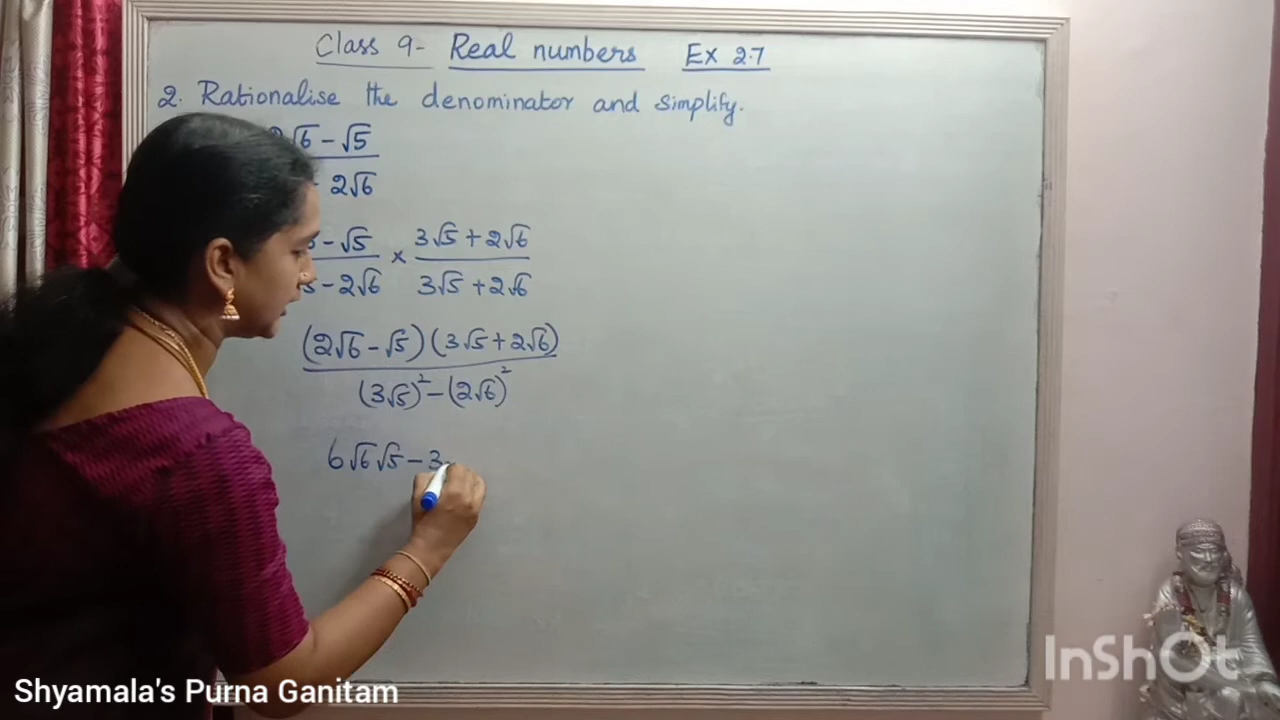 Class 9- Real numbers Ex 2.7
2. Rationalise the denominator and simplify.
√6 - √5
2√6
- √5 × 3√5 + 2√6
- 2√6 3√5 + 2√6
(2√6 - √5) (3√5 + 2√6)
(3√5)² - (2√6)²
6√6√5 - 3
Shyamala's Purna Ganitam
InShOt